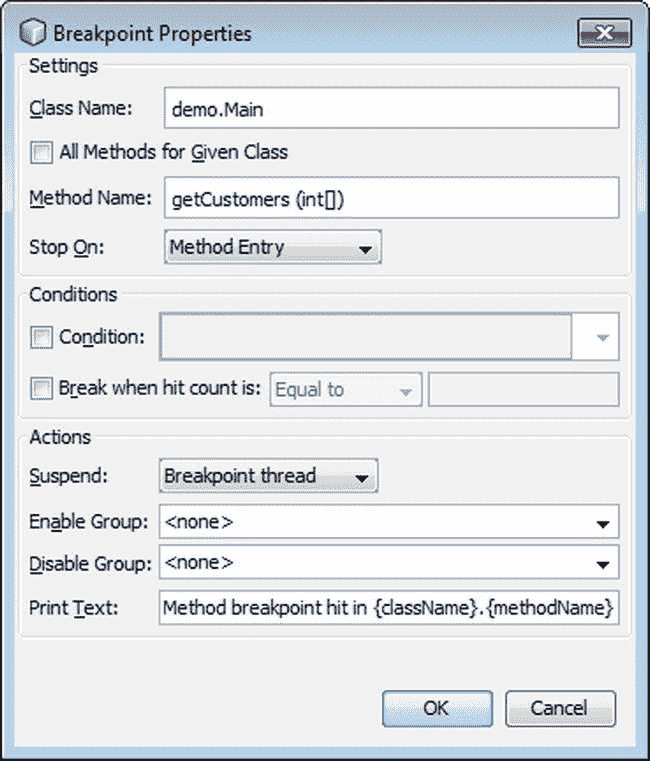 Breakpoint Properties
Settings
Class Name: demo.Main
All Methods for Given Class
Method Name: getCustomers (int[])
Stop On: Method Entry
Conditions
Condition:
Break when hit count is: Equal to
Actions
Suspend: Breakpoint thread
Enable Group: <none>
Disable Group: <none>
Print Text: Method breakpoint hit in {className}.{methodName}
OK Cancel